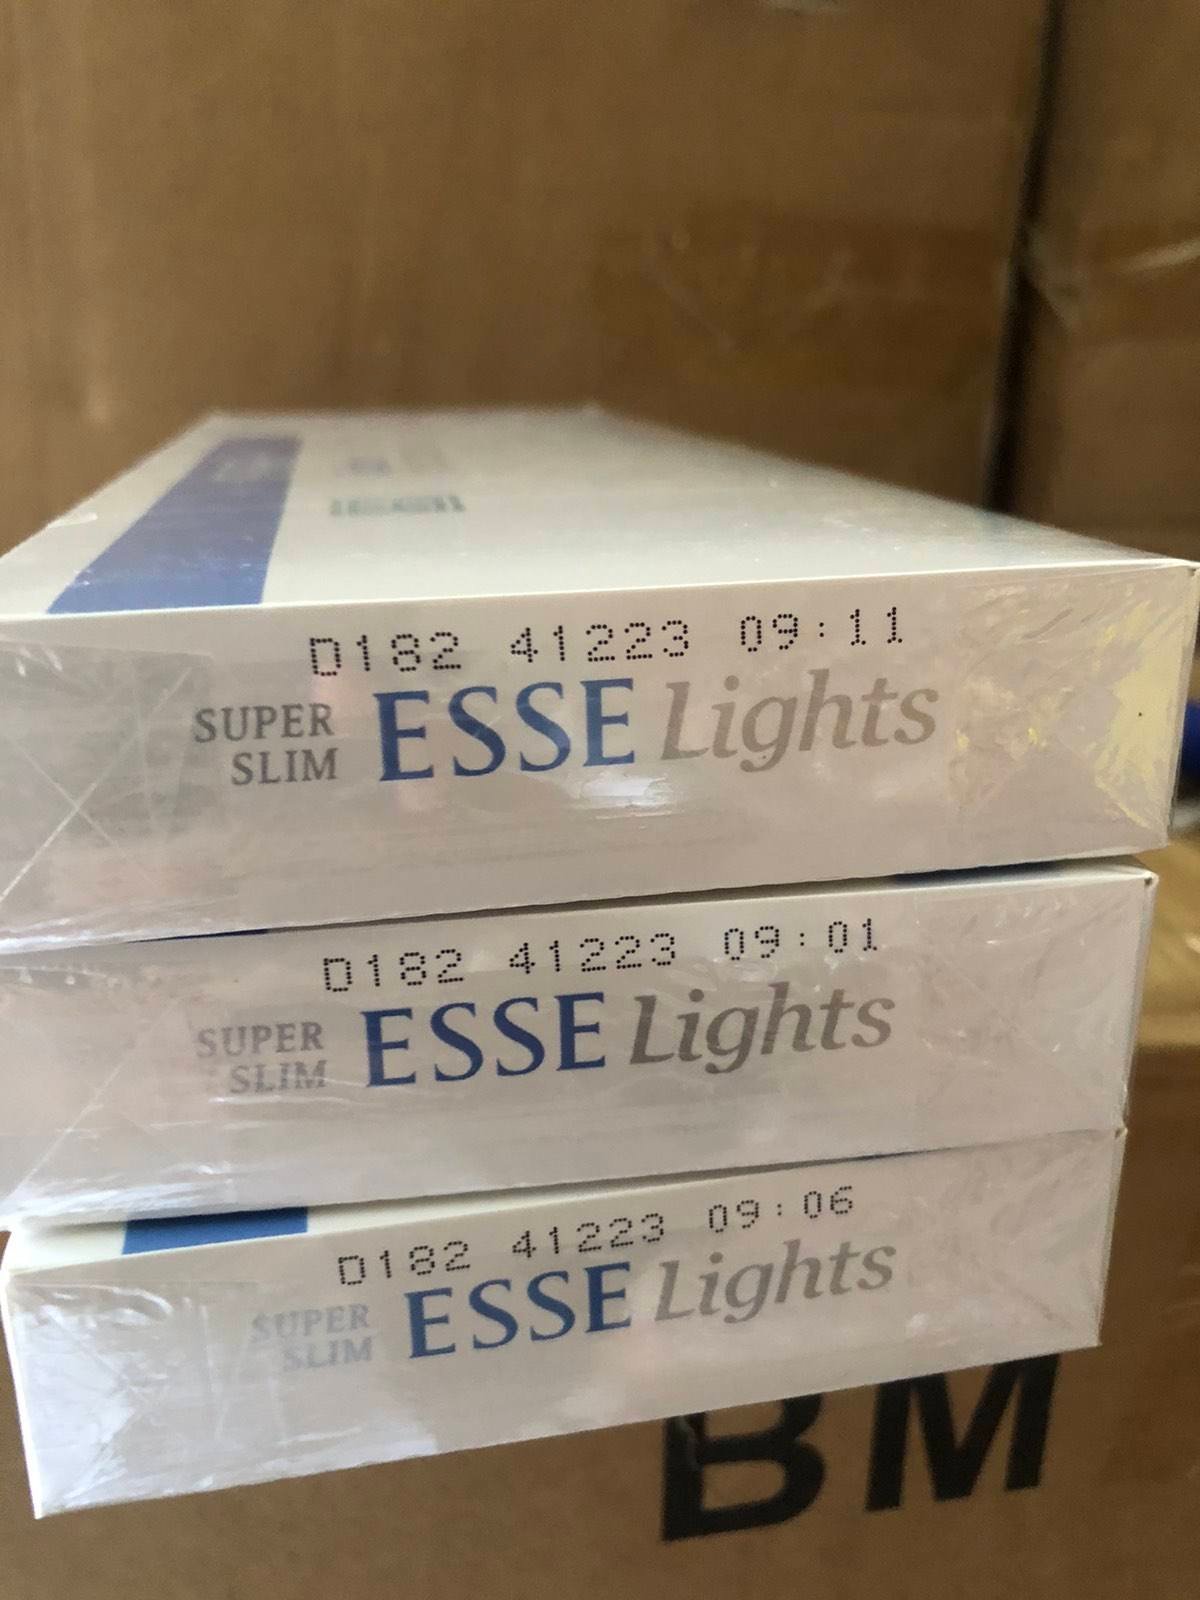 D182 41223 09:11
SUPER SLIM ESSE Lights
D182 41223 09:01
SUPER SLIM ESSE Lights
D182 41223 09:06
SUPER SLIM ESSE Lights
BM